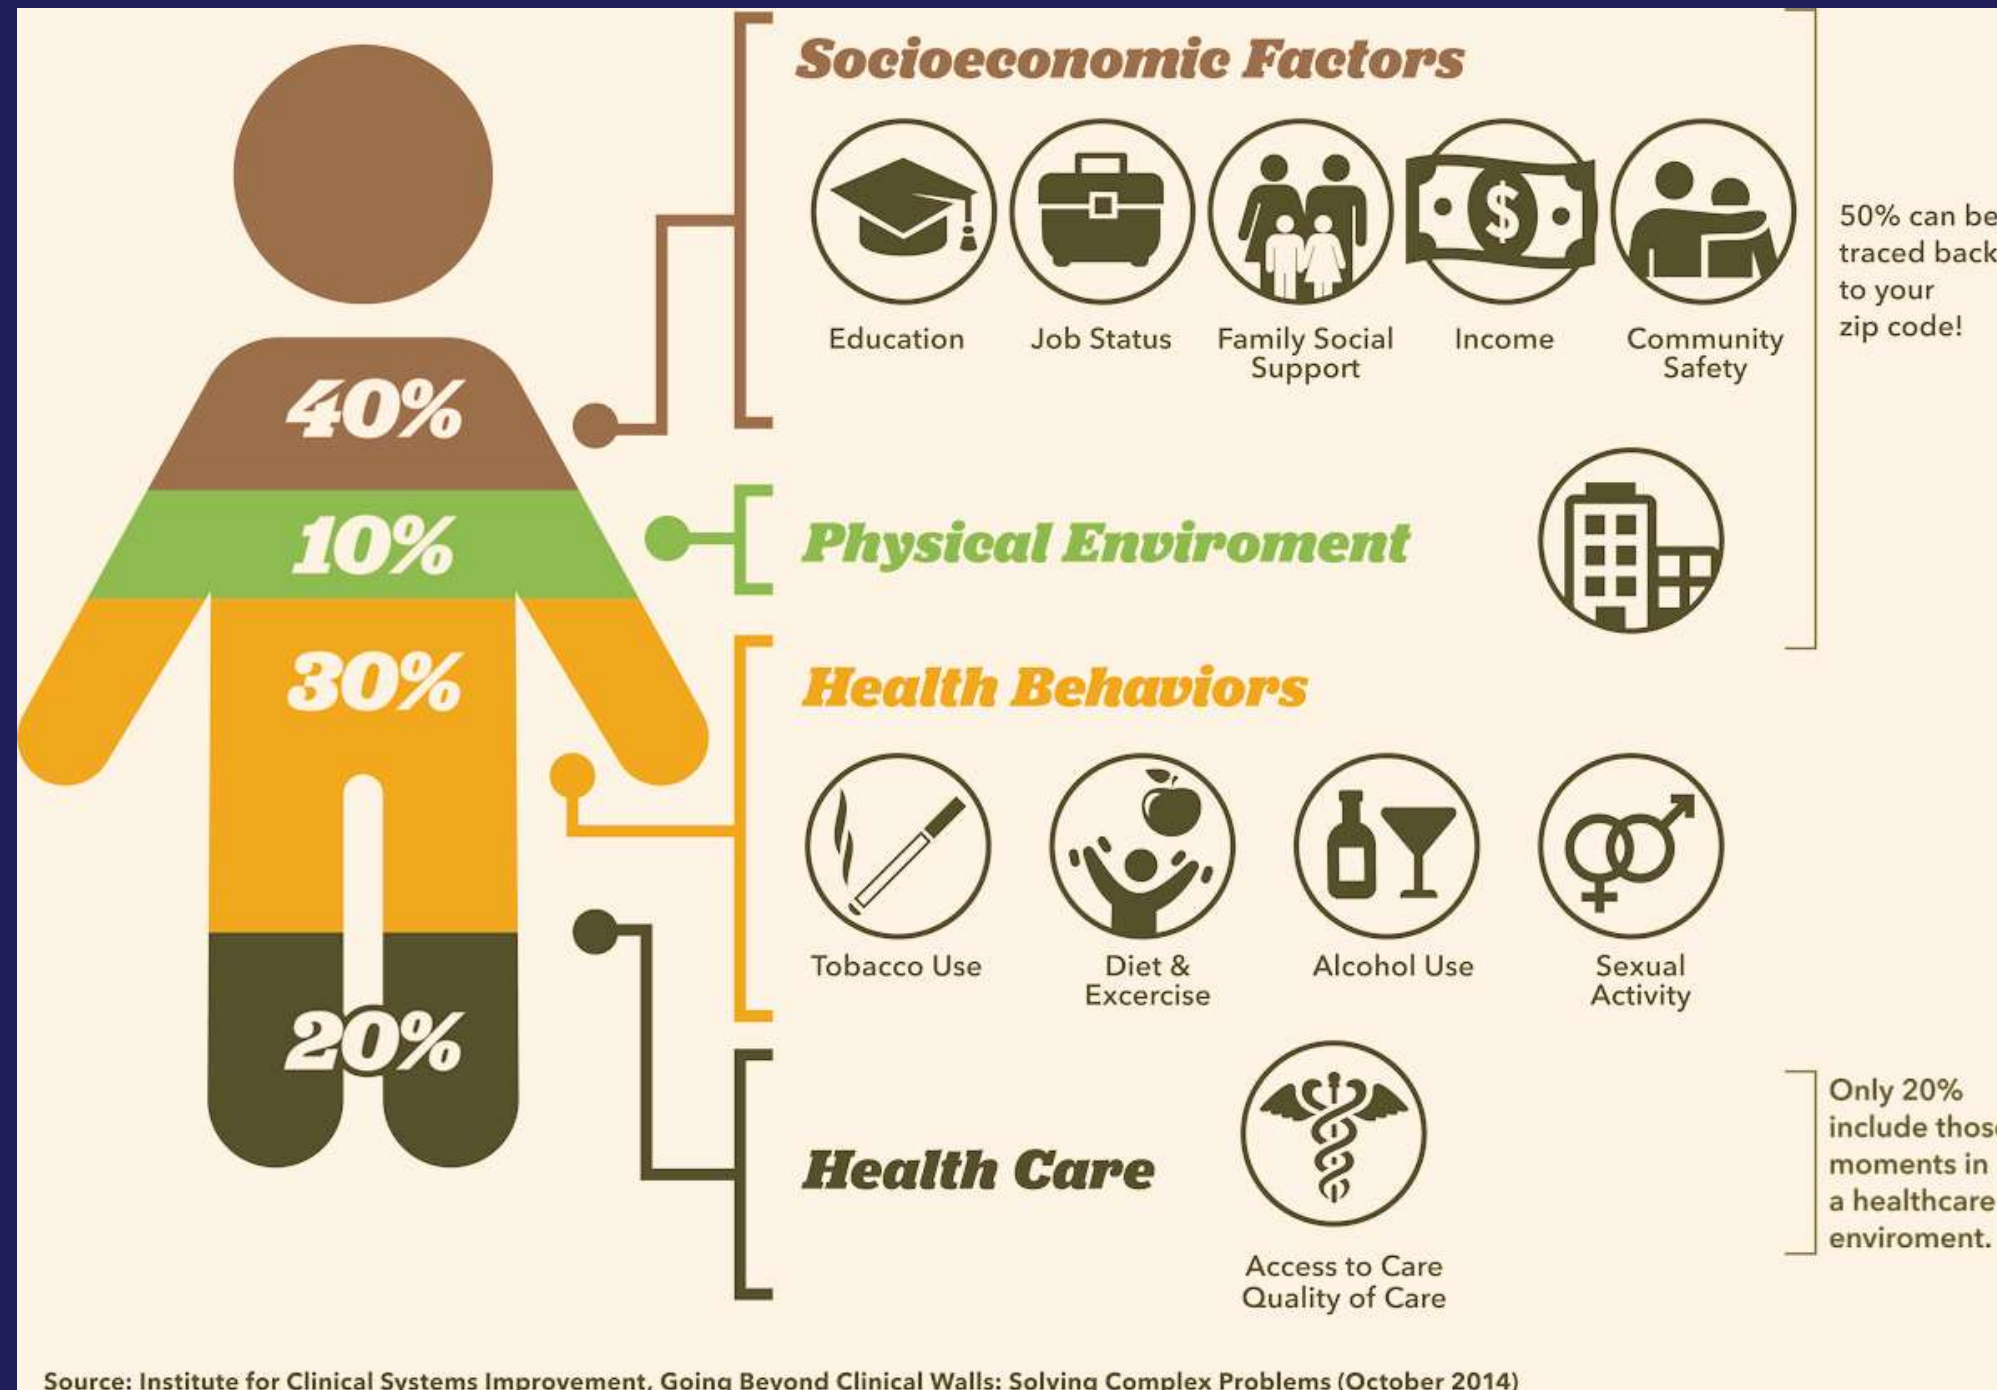 Socioeconomic Factors
Education
Job Status
Family Social
Support
Income
Community
Safety
50% can be
traced back
to your
zip code!
40%
10%
Physical Enviroment
30%
Health Behaviors
Tobacco Use
Diet &
Excercise
Alcohol Use
Sexual
Activity
20%
Health Care
Access to Care
Quality of Care
Only 20%
include those
moments in
a healthcare
enviroment.
Source: Institute for Clinical Systems Improvement, Going Beyond Clinical Walls: Solving Complex Problems (October 2014)